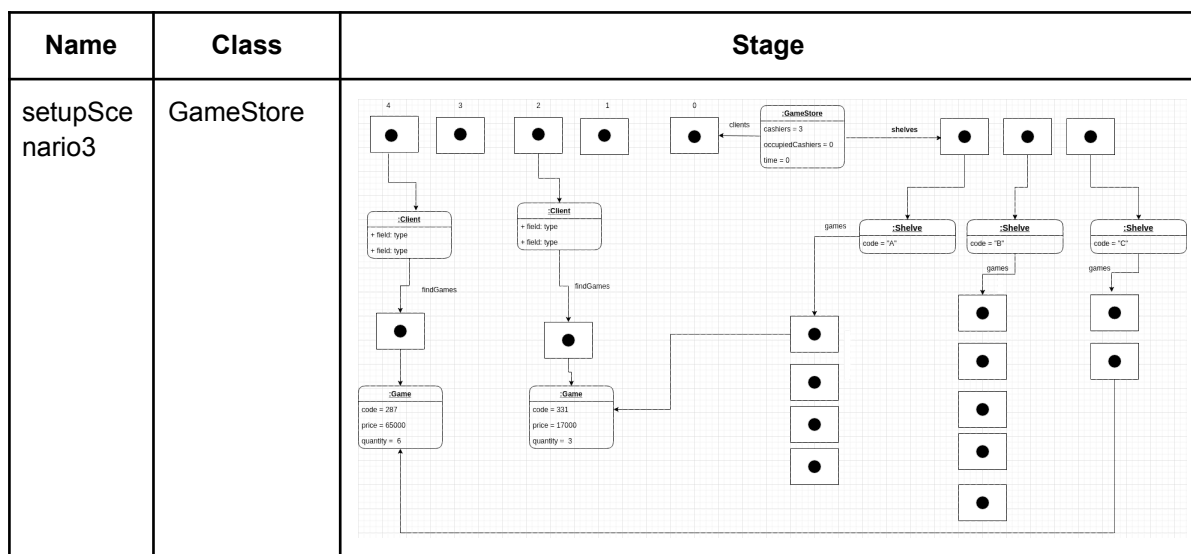 Name Class Stage
setupSce
nario3
GameStore
4 3 2 1 0
:GameStore
cashiers = 3
occupiedCashiers = 0
time = 0
clients
shelves
:Client
+ field: type
+ field: type
:Client
+ field: type
+ field: type
:Shelve
code = "A"
:Shelve
code = "B"
:Shelve
code = "C"
games
games
games
findGames
findGames
:Game
code = 287
price = 65000
quantity = 6
:Game
code = 331
price = 17000
quantity = 3